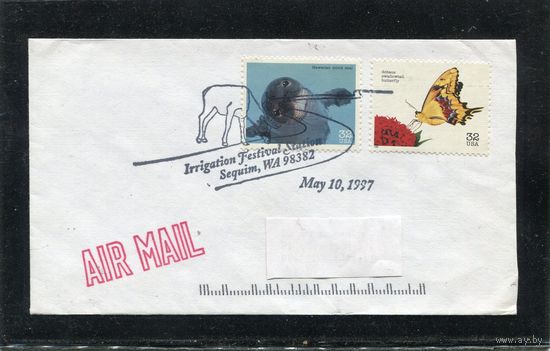 Hawaiian monk seal
32
USA
Schaus
swallowtail
butterfly
32
USA
Irrigation Festival Station
Sequim, WA 98382
May 10, 1997
AIR MAIL
www.ay.by